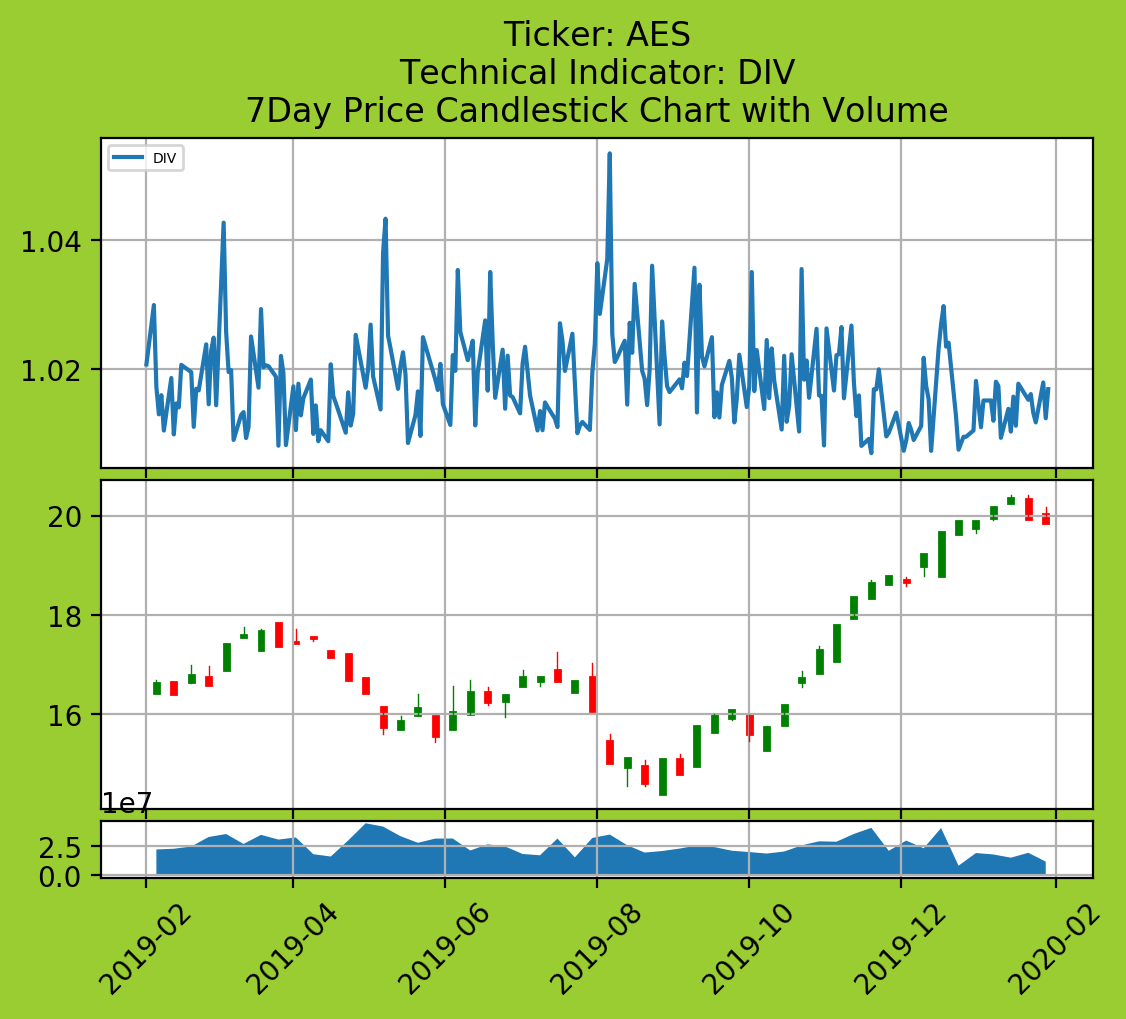 Ticker: AES
Technical Indicator: DIV
7Day Price Candlestick Chart with Volume
DIV
1.04
1.02
20
18
16
1e7
2.5
0.0
2019-02
2019-04
2019-06
2019-08
2019-10
2019-12
2020-02